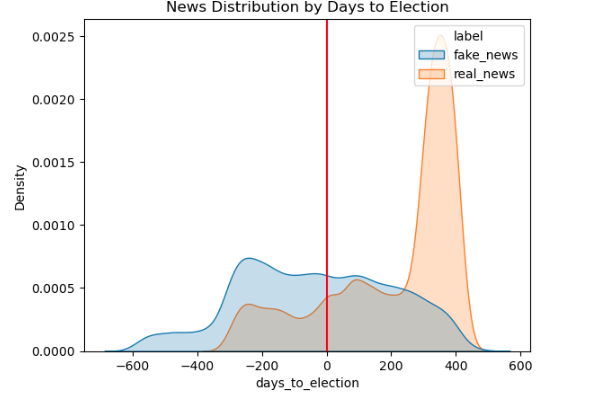 News Distribution by Days to Election
label
fake_news
real_news
0.0025
0.0020
0.0015
0.0010
0.0005
0.0000
Density
−600
−400
−200
0
200
400
600
days_to_election